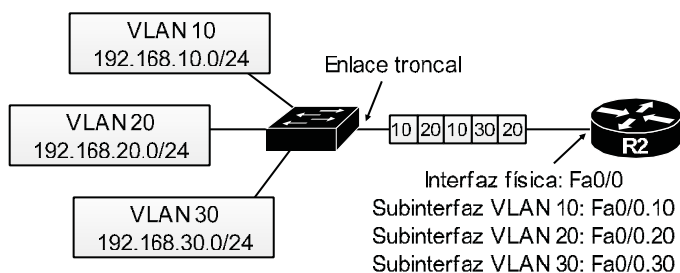 VLAN 10
192.168.10.0/24
VLAN 20
192.168.20.0/24
VLAN 30
192.168.30.0/24
Enlace troncal
10 20 10 30 20
R2
Interfaz física: Fa0/0
Subinterfaz VLAN 10: Fa0/0.10
Subinterfaz VLAN 20: Fa0/0.20
Subinterfaz VLAN 30: Fa0/0.30